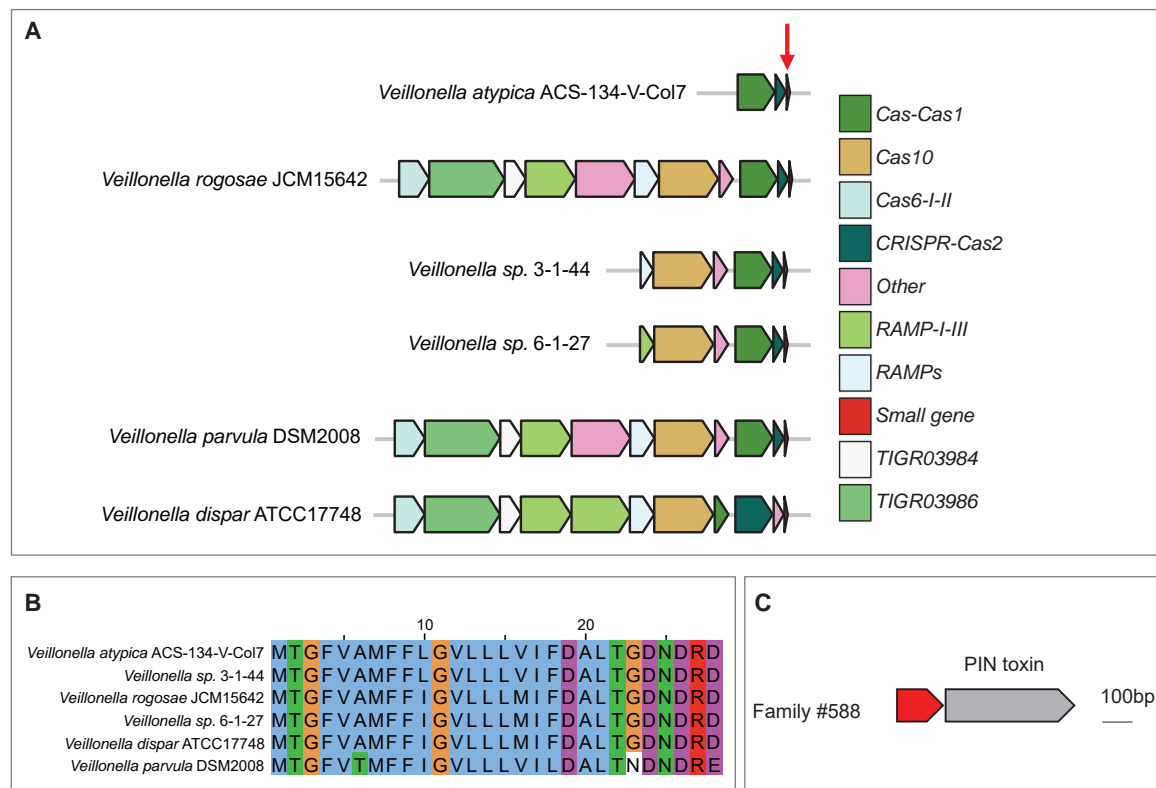 A
Veillonella atypica ACS-134-V-Col7
Veillonella rogosae JCM15642
Veillonella sp. 3-1-44
Veillonella sp. 6-1-27
Veillonella parvula DSM2008
Veillonella dispar ATCC17748
Cas-Cas1
Cas10
Cas6-I-II
CRISPR-Cas2
Other
RAMP-I-III
RAMPs
Small gene
TIGR03984
TIGR03986
B
10 20
Veillonella atypica ACS-134-V-Col7 MTGFVAMFFLGVLLLVIFDALTGDNDRD
Veillonella sp. 3-1-44 MTGFVAMFFLGVLLLVIFDALTGDNDRD
Veillonella rogosae JCM15642 MTGFVAMFFIGVLLLMIFDALTGDNDRD
Veillonella sp. 6-1-27 MTGFVAMFFIGVLLLMIFDALTGDNDRD
Veillonella dispar ATCC17748 MTGFVAMFFIGVLLLMIFDALTGDNDRD
Veillonella parvula DSM2008 MTGFVTMFFIGVLLLVILDALTNDNDRE
C
PIN toxin
Family #588
100bp